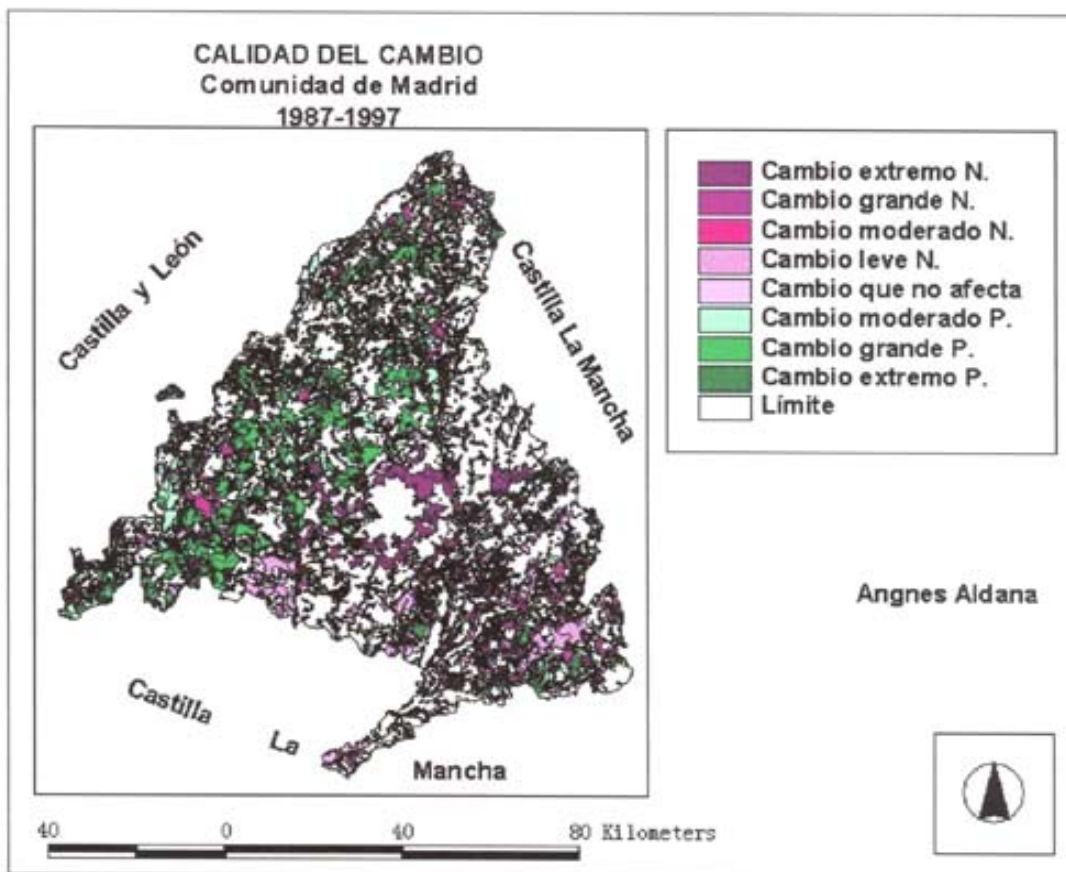 CALIDAD DEL CAMBIO
Comunidad de Madrid
1987-1997
Castilla y León
Castilla La Mancha
Castilla La Mancha
Cambio extremo N.
Cambio grande N.
Cambio moderado N.
Cambio leve N.
Cambio que no afecta
Cambio moderado P.
Cambio grande P.
Cambio extremo P.
Límite
Angnes Aldana
40 0 40 80 Kilometers